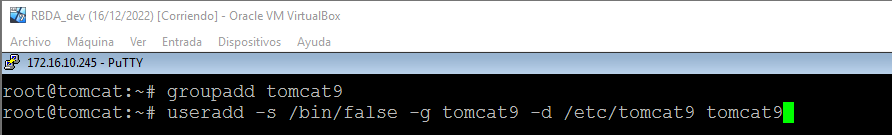 RBDA_dev (16/12/2022) [Corriendo] - Oracle VM VirtualBox
Archivo Máquina Ver Entrada Dispositivos Ayuda
172.16.10.245 - PuTTY
root@tomcat:~# groupadd tomcat9
root@tomcat:~# useradd -s /bin/false -g tomcat9 -d /etc/tomcat9 tomcat9